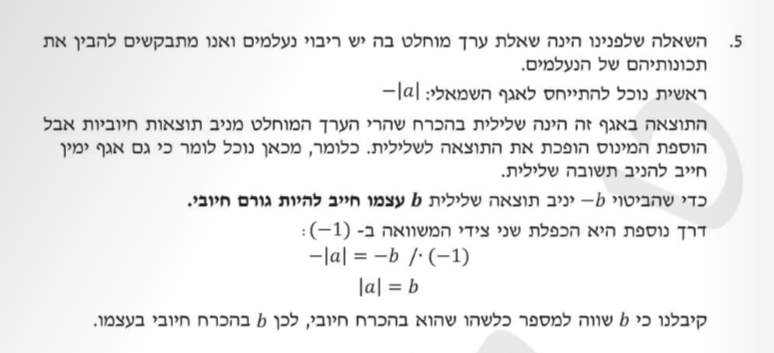 5. השאלה שלפנינו הינה שאלת ערך מוחלט בה יש ריבוי נעלמים ואנו מתבקשים להבין את
תכונותיהם של הנעלמים.
ראשית נוכל להתייחס לאגף השמאלי: −|a|
התוצאה באגף זה הינה שלילית בהכרח שהרי הערך המוחלט מניב תוצאות חיוביות אבל
הוספת המינוס הופכת את התוצאה לשלילית. כלומר, מכאן נוכל לומר כי גם אגף ימין
חייב להניב תשובה שלילית.
כדי שהביטוי −b יניב תוצאה שלילית b עצמו חייב להיות גורם חיובי.
דרך נוספת היא הכפלת שני צידי המשוואה ב- (−1):
−|a| = −b /· (−1)
|a| = b
קיבלנו כי b שווה למספר כלשהו שהוא בהכרח חיובי, לכן b בהכרח חיובי בעצמו.